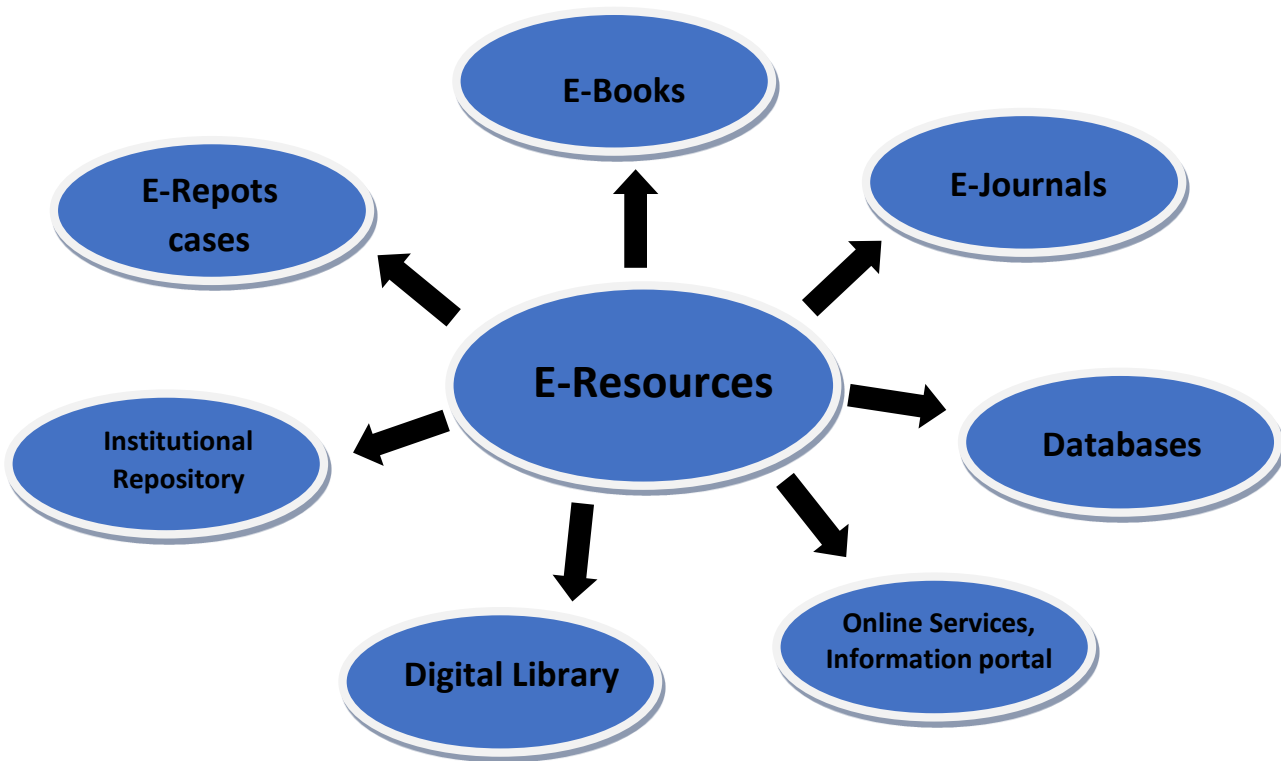 E-Books
E-Repots
cases
E-Journals
E-Resources
Institutional
Repository
Databases
Digital Library
Online Services,
Information portal